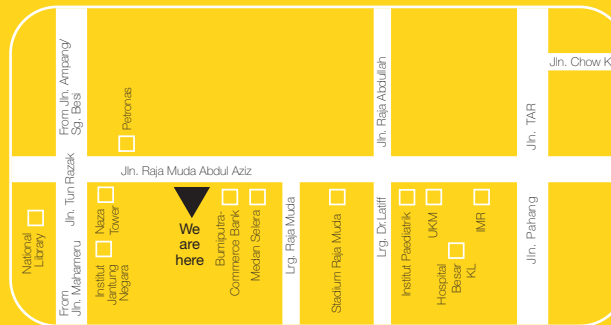 From Jln. Ampang/
Sg. Besi
Petronas
Jln. Raja Abdullah
Jln. TAR
Jln. Chow K
Jln. Raja Muda Abdul Aziz
National
Library
Jln. Tun Razak
From
Jln. Mahameru
Naza
Tower
Institut
Jantung
Negara
We
are
here
Bumiputra-
Commerce Bank
Medan Selera
Lrg. Raja Muda
Stadium Raja Muda
Lrg. Dr.Latiff
Institut Paediatrik
UKM
Hospital
Besar
KL
IMR
Jln. Pahang